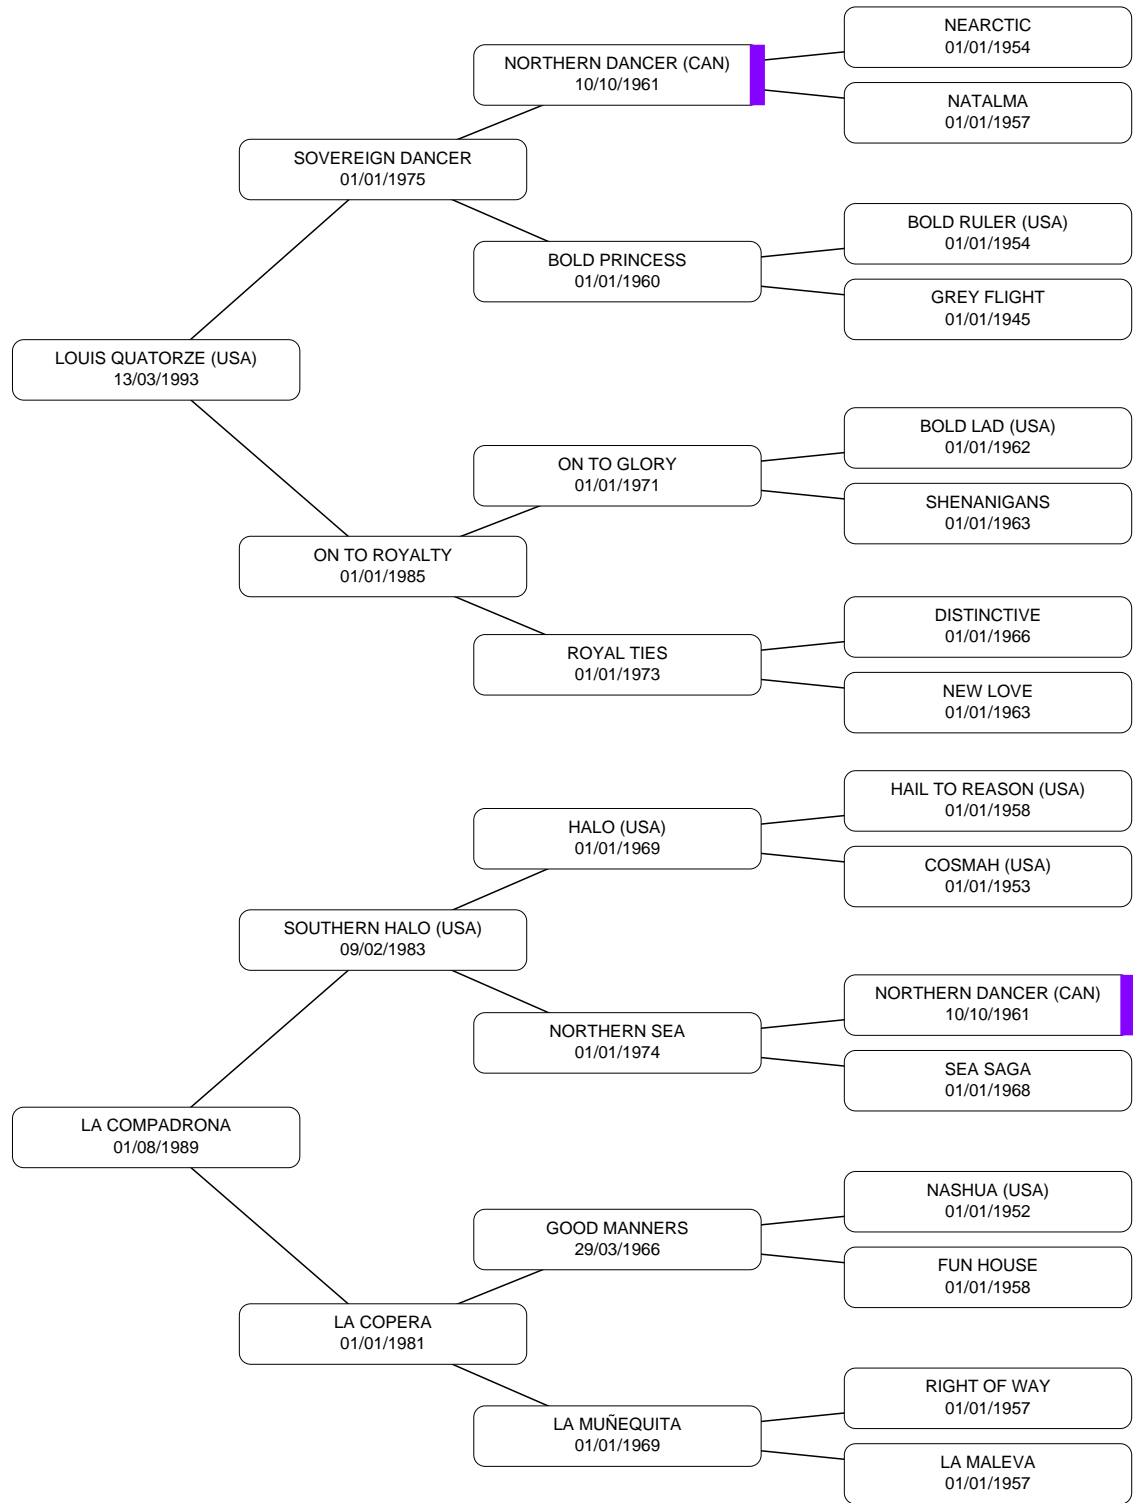 NEARCTIC
01/01/1954
NORTHERN DANCER (CAN)
10/10/1961
NATALMA
01/01/1957
SOVEREIGN DANCER
01/01/1975
BOLD RULER (USA)
01/01/1954
BOLD PRINCESS
01/01/1960
GREY FLIGHT
01/01/1945
LOUIS QUATORZE (USA)
13/03/1993
BOLD LAD (USA)
01/01/1962
ON TO GLORY
01/01/1971
SHENANIGANS
01/01/1963
ON TO ROYALTY
01/01/1985
DISTINCTIVE
01/01/1966
ROYAL TIES
01/01/1973
NEW LOVE
01/01/1963
HAIL TO REASON (USA)
01/01/1958
HALO (USA)
01/01/1969
COSMAH (USA)
01/01/1953
SOUTHERN HALO (USA)
09/02/1983
NORTHERN DANCER (CAN)
10/10/1961
NORTHERN SEA
01/01/1974
SEA SAGA
01/01/1968
LA COMPADRONA
01/08/1989
NASHUA (USA)
01/01/1952
GOOD MANNERS
29/03/1966
FUN HOUSE
01/01/1958
LA COPERA
01/01/1981
RIGHT OF WAY
01/01/1957
LA MUÑEQUITA
01/01/1969
LA MALEVA
01/01/1957